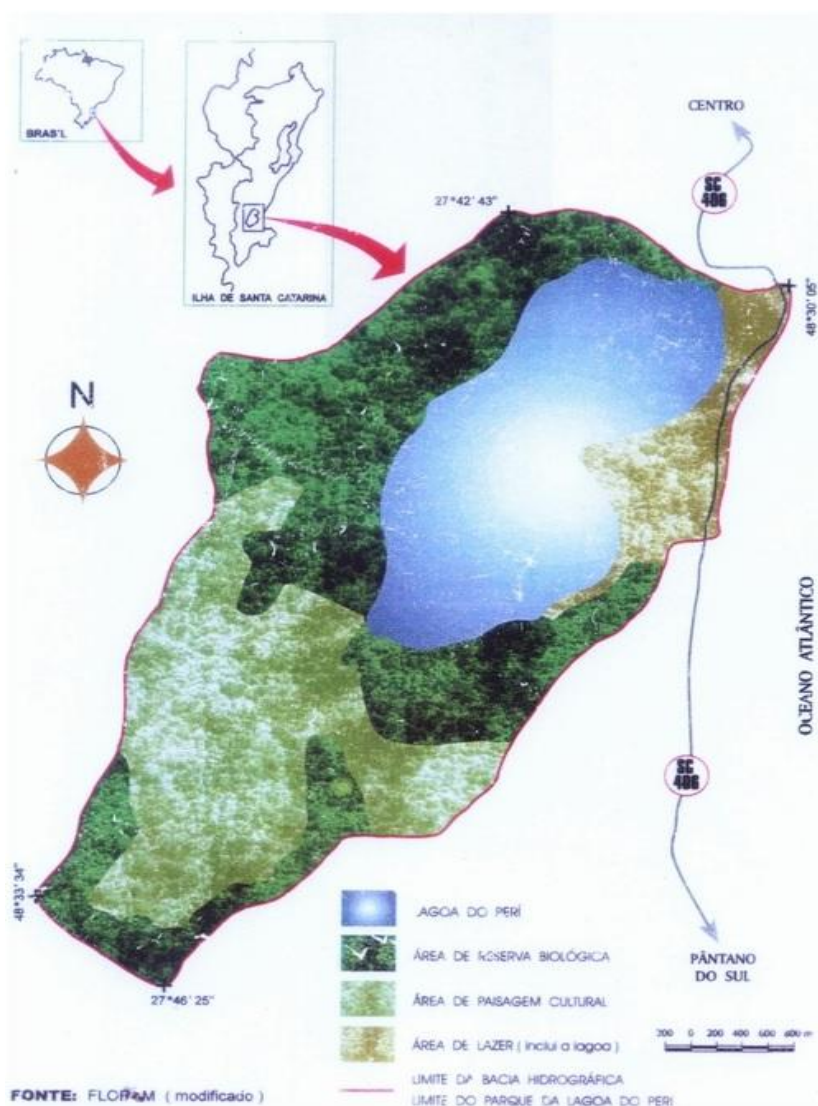 BRASIL
ILHA DE SANTA CATARINA
CENTRO
SC
406
27°42'43"
48°30'05"
N
OCEANO ATLÂNTICO
SC
406
48°33'34"
27°46'25"
PÂNTANO
DO SUL
LAGOA DO PERÍ
ÁREA DE RESERVA BIOLÓGICA
ÁREA DE PAISAGEM CULTURAL
ÁREA DE LAZER ( inclui a lagoa )
LIMITE DA BACIA HIDROGRÁFICA
LIMITE DO PARQUE DA LAGOA DO PERÍ
200 0 200 400 600 800 m
FONTE: FLORAM ( modificado )